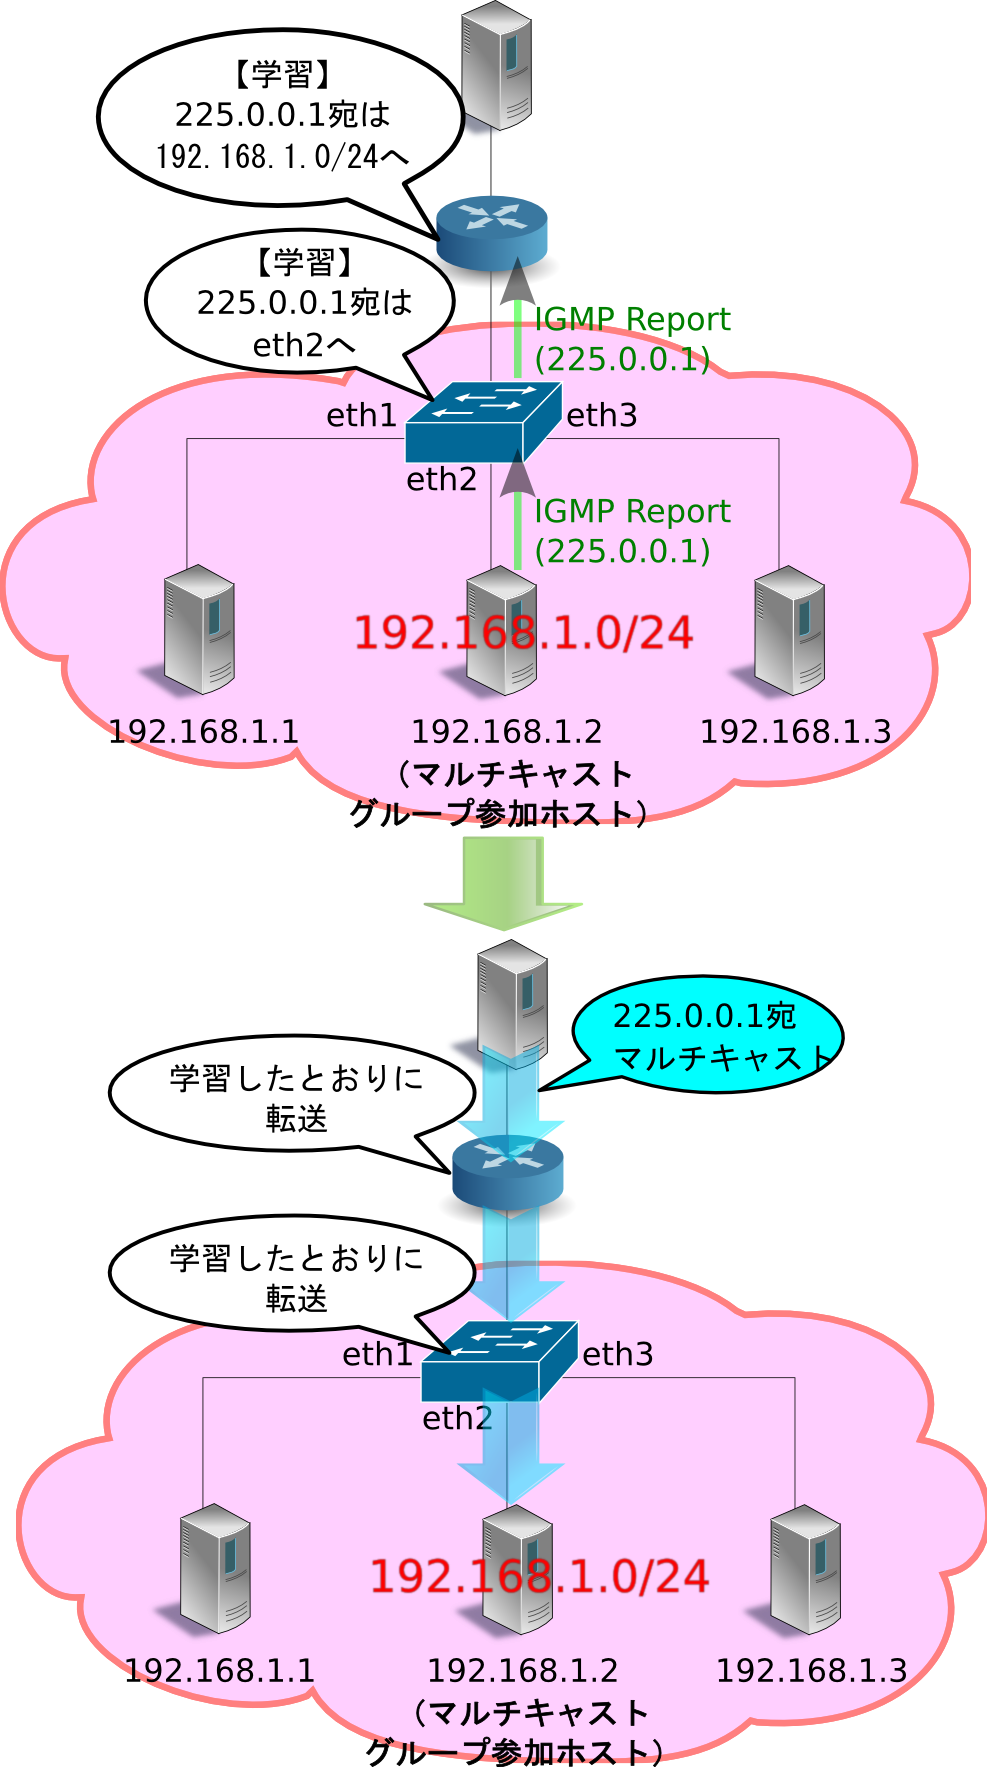 【学習】
225.0.0.1宛は
192.168.1.0/24へ
【学習】
225.0.0.1宛は
eth2へ
IGMP Report
(225.0.0.1)
eth1
eth3
eth2
IGMP Report
(225.0.0.1)
192.168.1.0/24
192.168.1.1
192.168.1.2
192.168.1.3
（マルチキャスト
グループ参加ホスト）
225.0.0.1宛
マルチキャスト
学習したとおりに
転送
学習したとおりに
転送
eth1
eth3
eth2
192.168.1.0/24
192.168.1.1
192.168.1.2
192.168.1.3
（マルチキャスト
グループ参加ホスト）